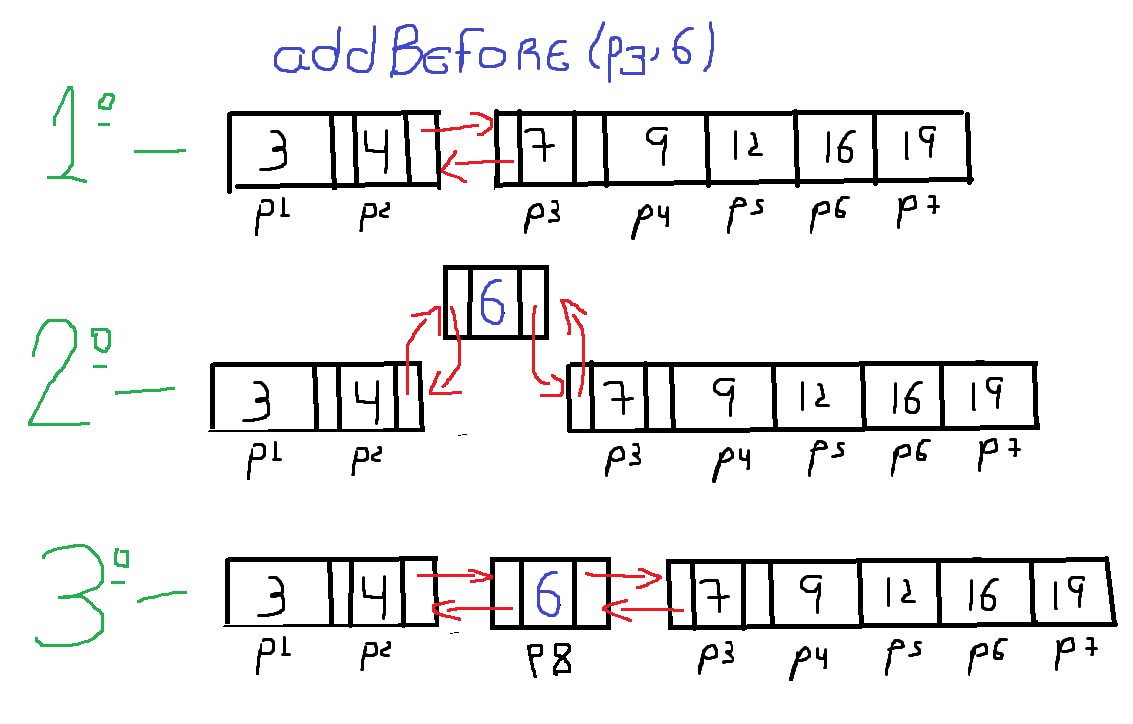 addBefore(p3,6)
1º - 3 4 7 9 12 16 19
p1 p2 p3 p4 p5 p6 p7
6
2º - 3 4 7 9 12 16 19
p1 p2 p3 p4 p5 p6 p7
3º - 3 4 6 7 9 12 16 19
p1 p2 p8 p3 p4 p5 p6 p7